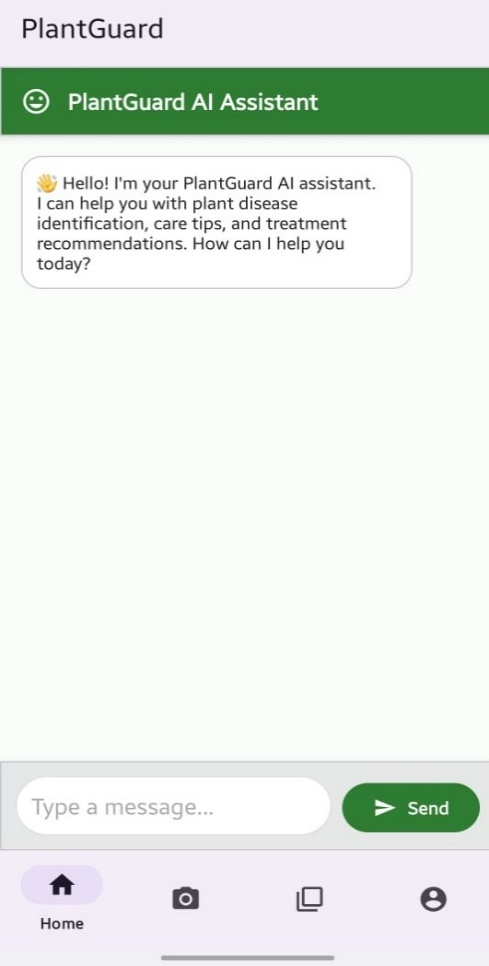 PlantGuard
PlantGuard AI Assistant
👋 Hello! I'm your PlantGuard AI assistant.
I can help you with plant disease
identification, care tips, and treatment
recommendations. How can I help you
today?
Type a message...
Send
Home